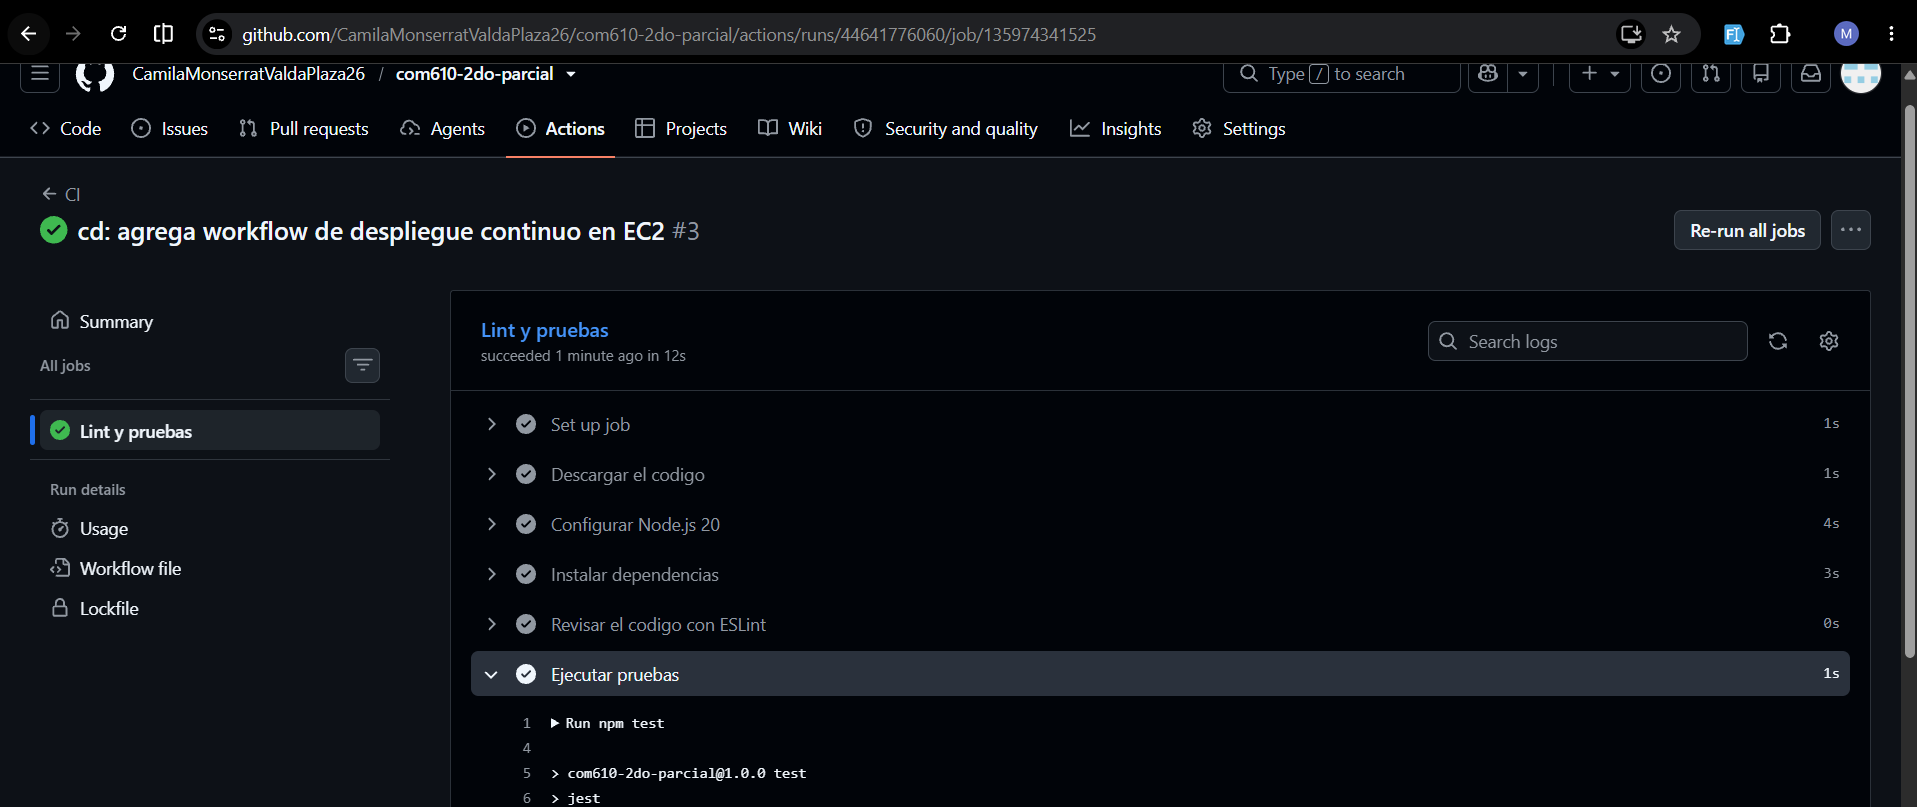 github.com/CamilaMonserratValdaPlaza26/com610-2do-parcial/actions/runs/44641776060/job/135974341525
M
CamilaMonserratValdaPlaza26 / com610-2do-parcial
Type / to search
Code Issues Pull requests Agents Actions Projects Wiki Security and quality Insights Settings
CI
cd: agrega workflow de despliegue continuo en EC2 #3
Re-run all jobs
Summary
All jobs
Lint y pruebas
Run details
Usage
Workflow file
Lockfile
Lint y pruebas
succeeded 1 minute ago in 12s
Search logs
Set up job 1s
Descargar el codigo 1s
Configurar Node.js 20 4s
Instalar dependencias 3s
Revisar el codigo con ESLint 0s
Ejecutar pruebas 1s
1 ▶ Run npm test
4
5 > com610-2do-parcial@1.0.0 test
6 > jest